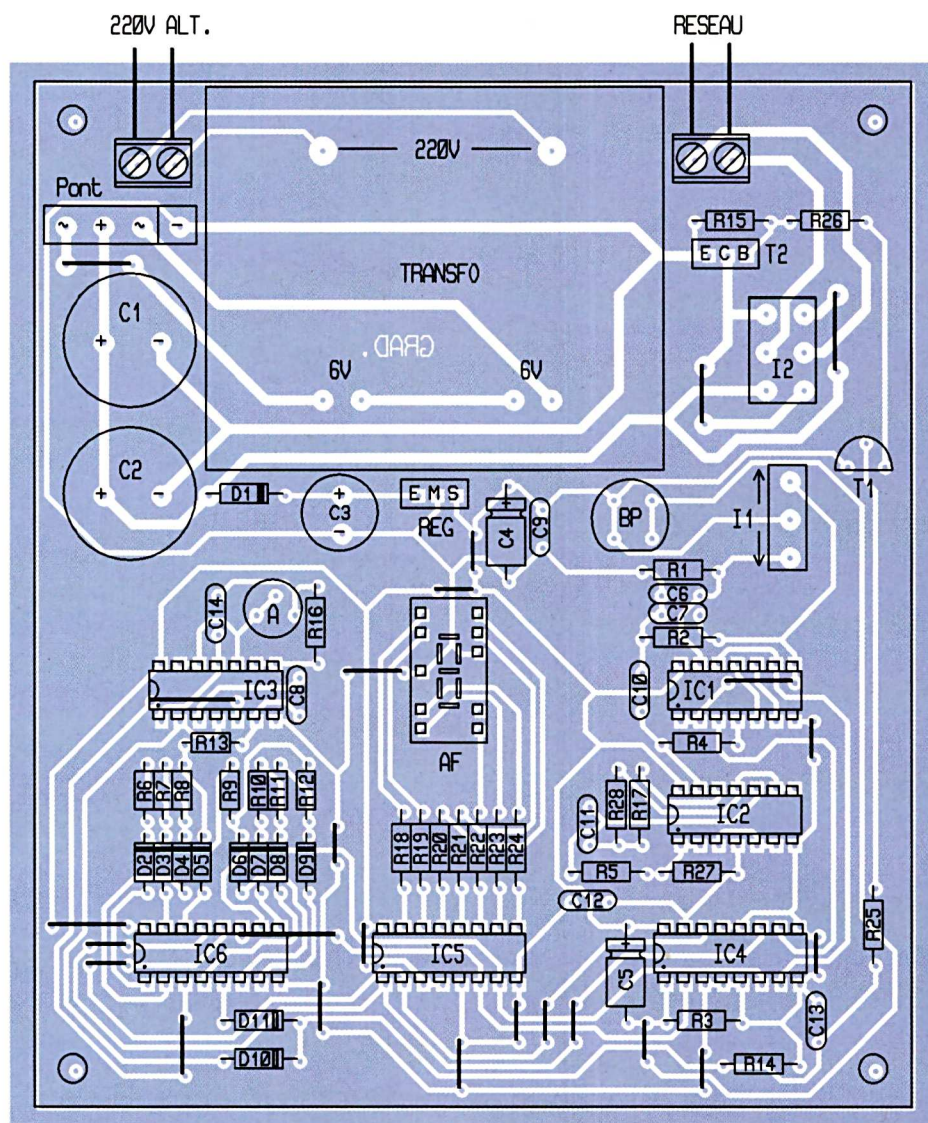 220V ALT.
RESEAU
220V
Pont
~ + ~ -
R15
R26
E C B
T2
TRANSFO
C1
+ -
GRAD.
6V
6V
I2
C2
+ -
D1
+
C3
-
E M S
REG
+
C4
C9
BP
I1
T1
R1
C6
C7
R2
C14
A
R16
IC3
C8
C10
IC1
R13
AF
R4
R6
R7
R8
R9
R10
R11
R12
R18
R19
R20
R21
R22
R23
R24
C11
R28
R17
IC2
D2
D3
D4
D5
D6
D7
D8
D9
R5
R27
C12
R25
IC6
IC5
+
C5
IC4
D11
R3
C13
D10
R14